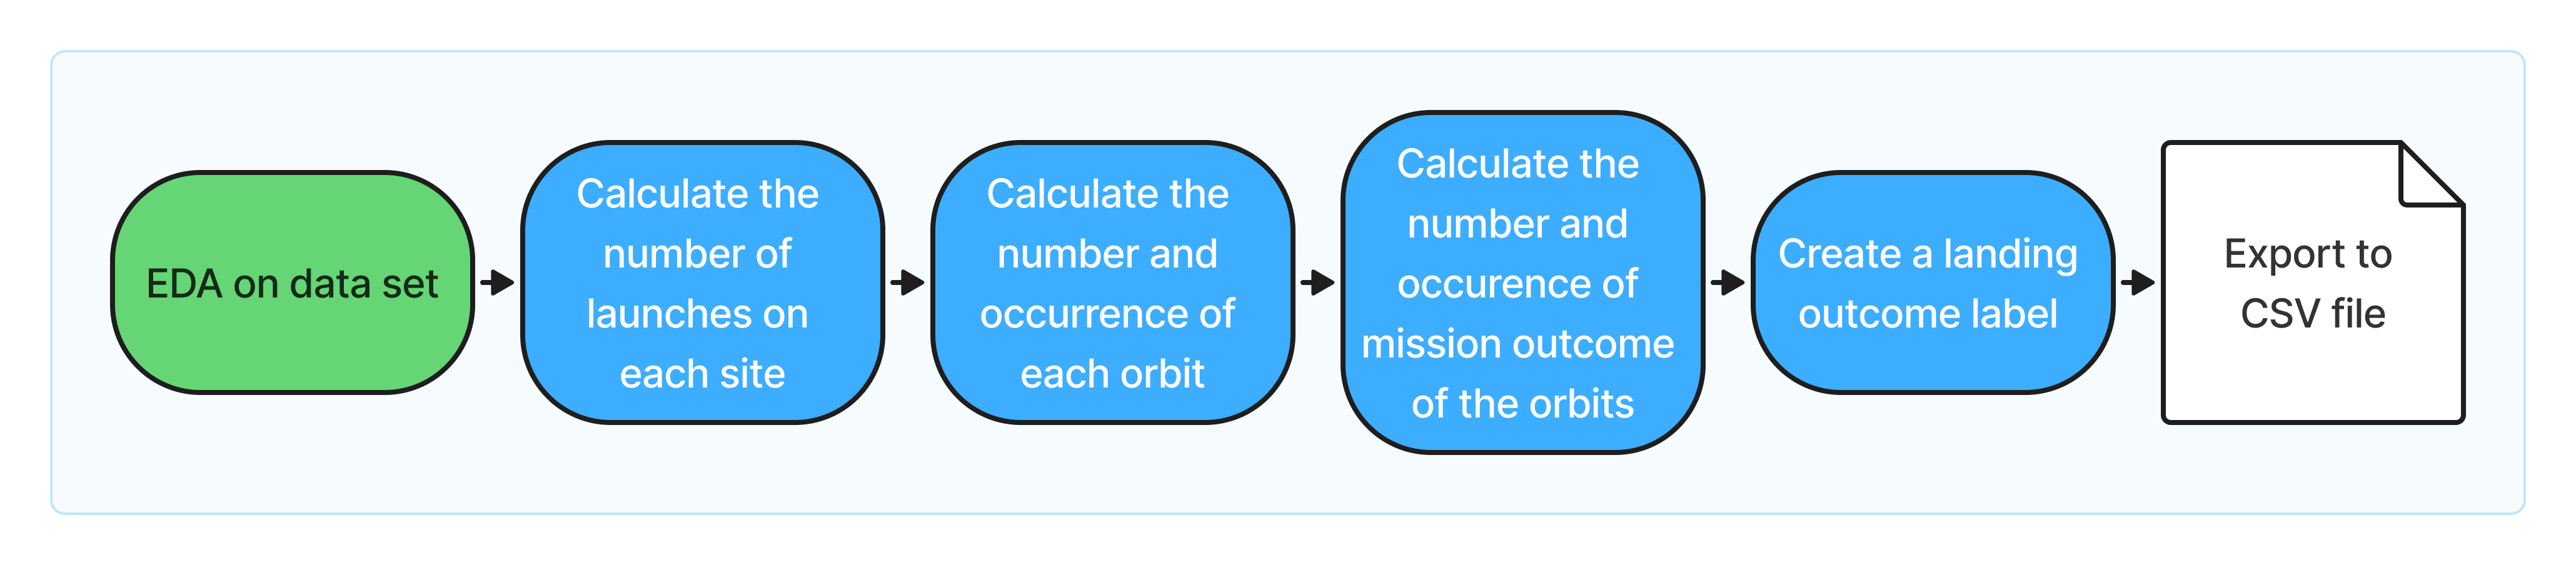 EDA on data set
Calculate the
number of
launches on
each site
Calculate the
number and
occurrence of
each orbit
Calculate the
number and
occurence of
mission outcome
of the orbits
Create a landing
outcome label
Export to
CSV file